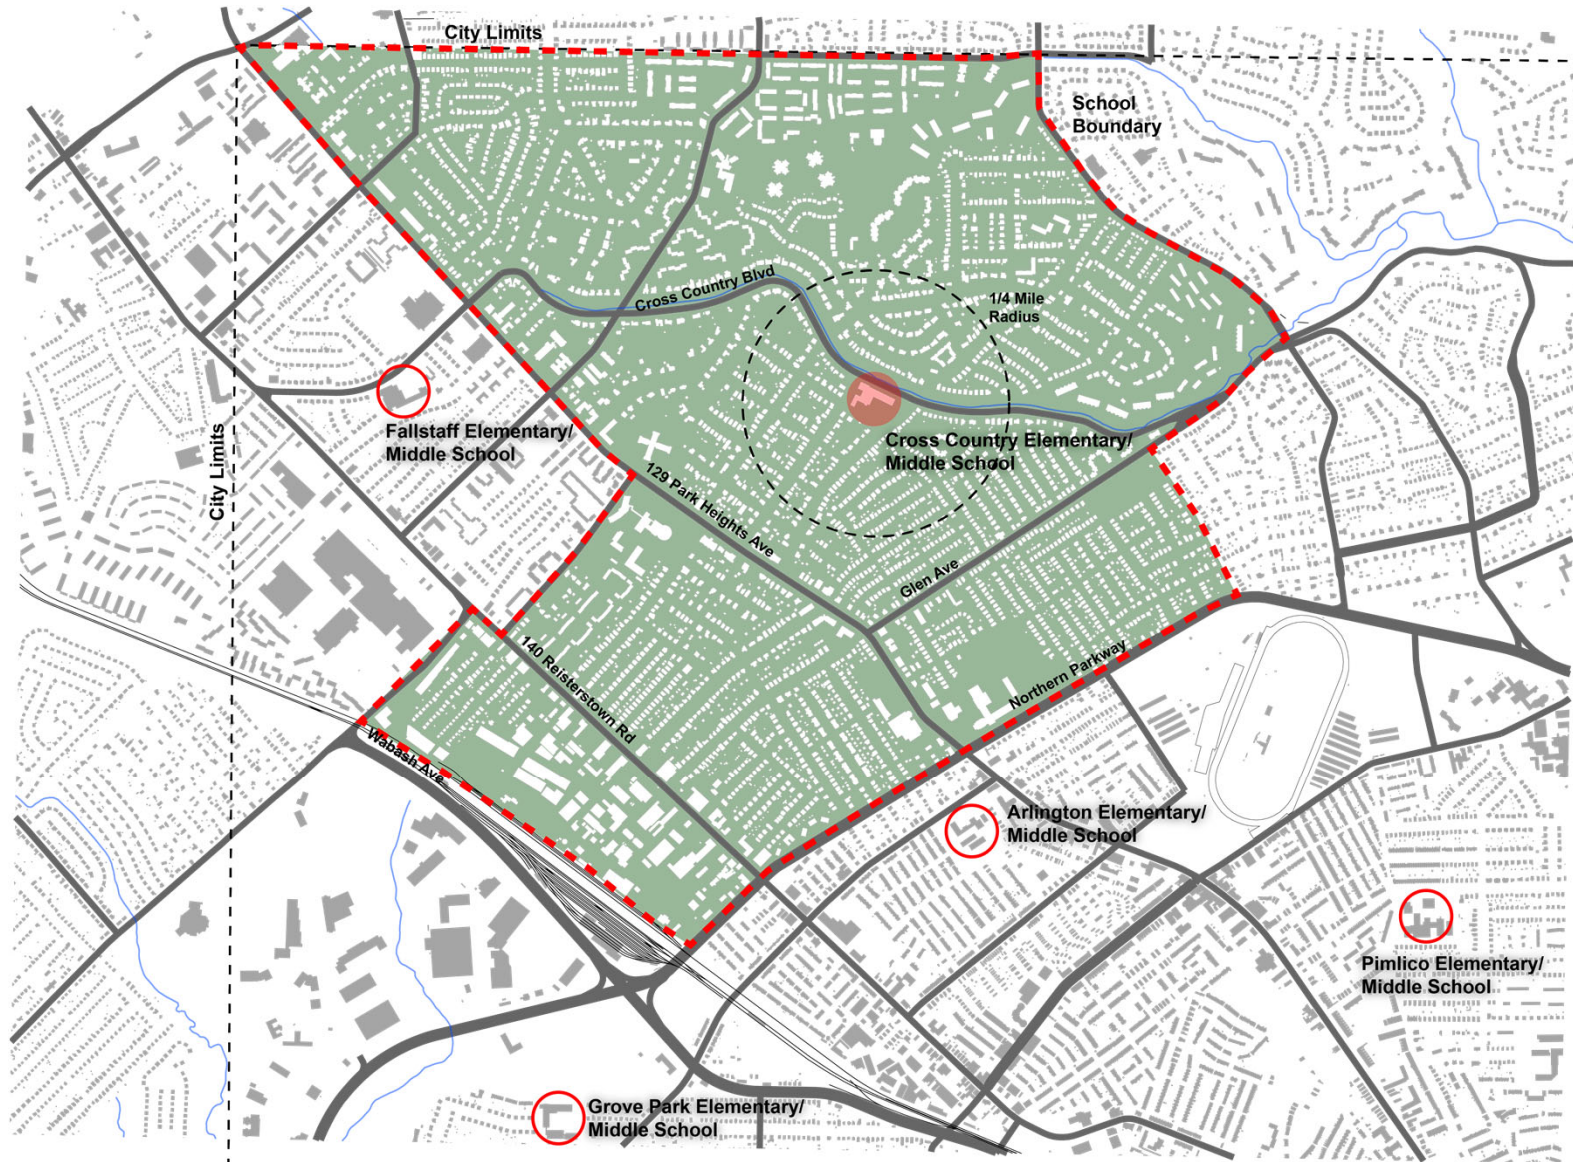 City Limits
School
Boundary
Cross Country Blvd
1/4 Mile
Radius
Fallstaff Elementary/
Middle School
Cross Country Elementary/
Middle School
City Limits
129 Park Heights Ave
Glen Ave
140 Reisterstown Rd
Northern Parkway
Wabash Ave
Arlington Elementary/
Middle School
Pimlico Elementary/
Middle School
Grove Park Elementary/
Middle School